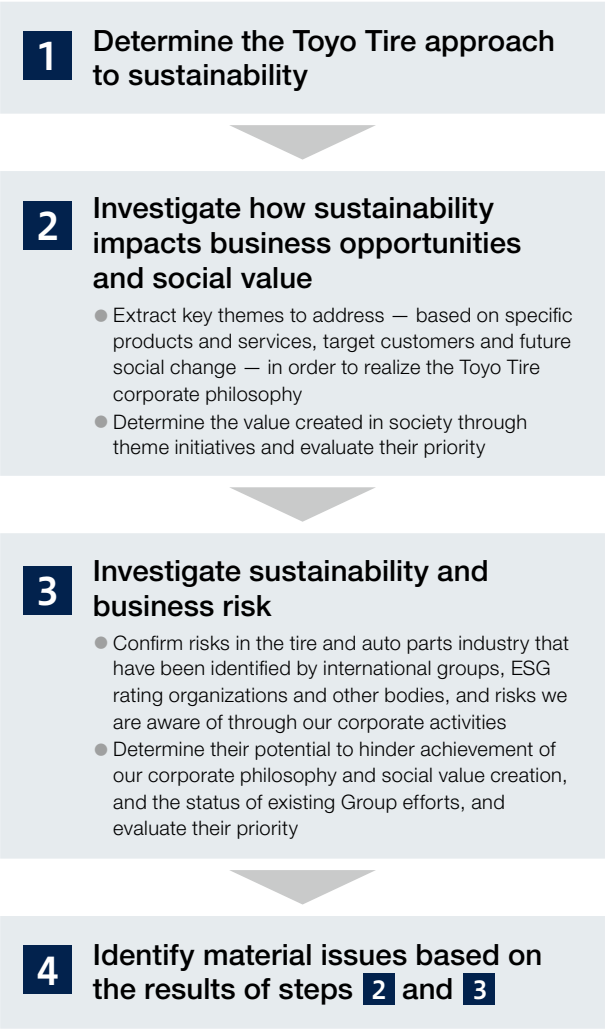 1 Determine the Toyo Tire approach
to sustainability
2 Investigate how sustainability
impacts business opportunities
and social value
● Extract key themes to address — based on specific
products and services, target customers and future
social change — in order to realize the Toyo Tire
corporate philosophy
● Determine the value created in society through
theme initiatives and evaluate their priority
3 Investigate sustainability and
business risk
● Confirm risks in the tire and auto parts industry that
have been identified by international groups, ESG
rating organizations and other bodies, and risks we
are aware of through our corporate activities
● Determine their potential to hinder achievement of
our corporate philosophy and social value creation,
and the status of existing Group efforts, and
evaluate their priority
4 Identify material issues based on
the results of steps 2 and 3